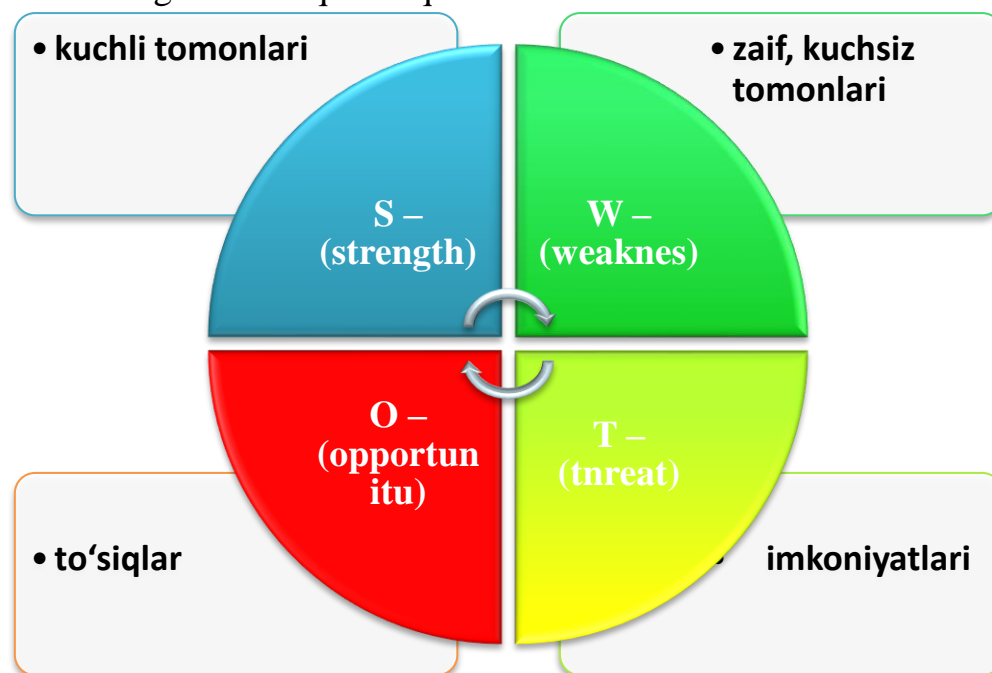 • kuchli tomonlari
• zaif, kuchsiz
tomonlari
S –
(strength)
W –
(weaknes)
O –
(opportun
itu)
T –
(tnreat)
• to‘siqlar
• imkoniyatlari